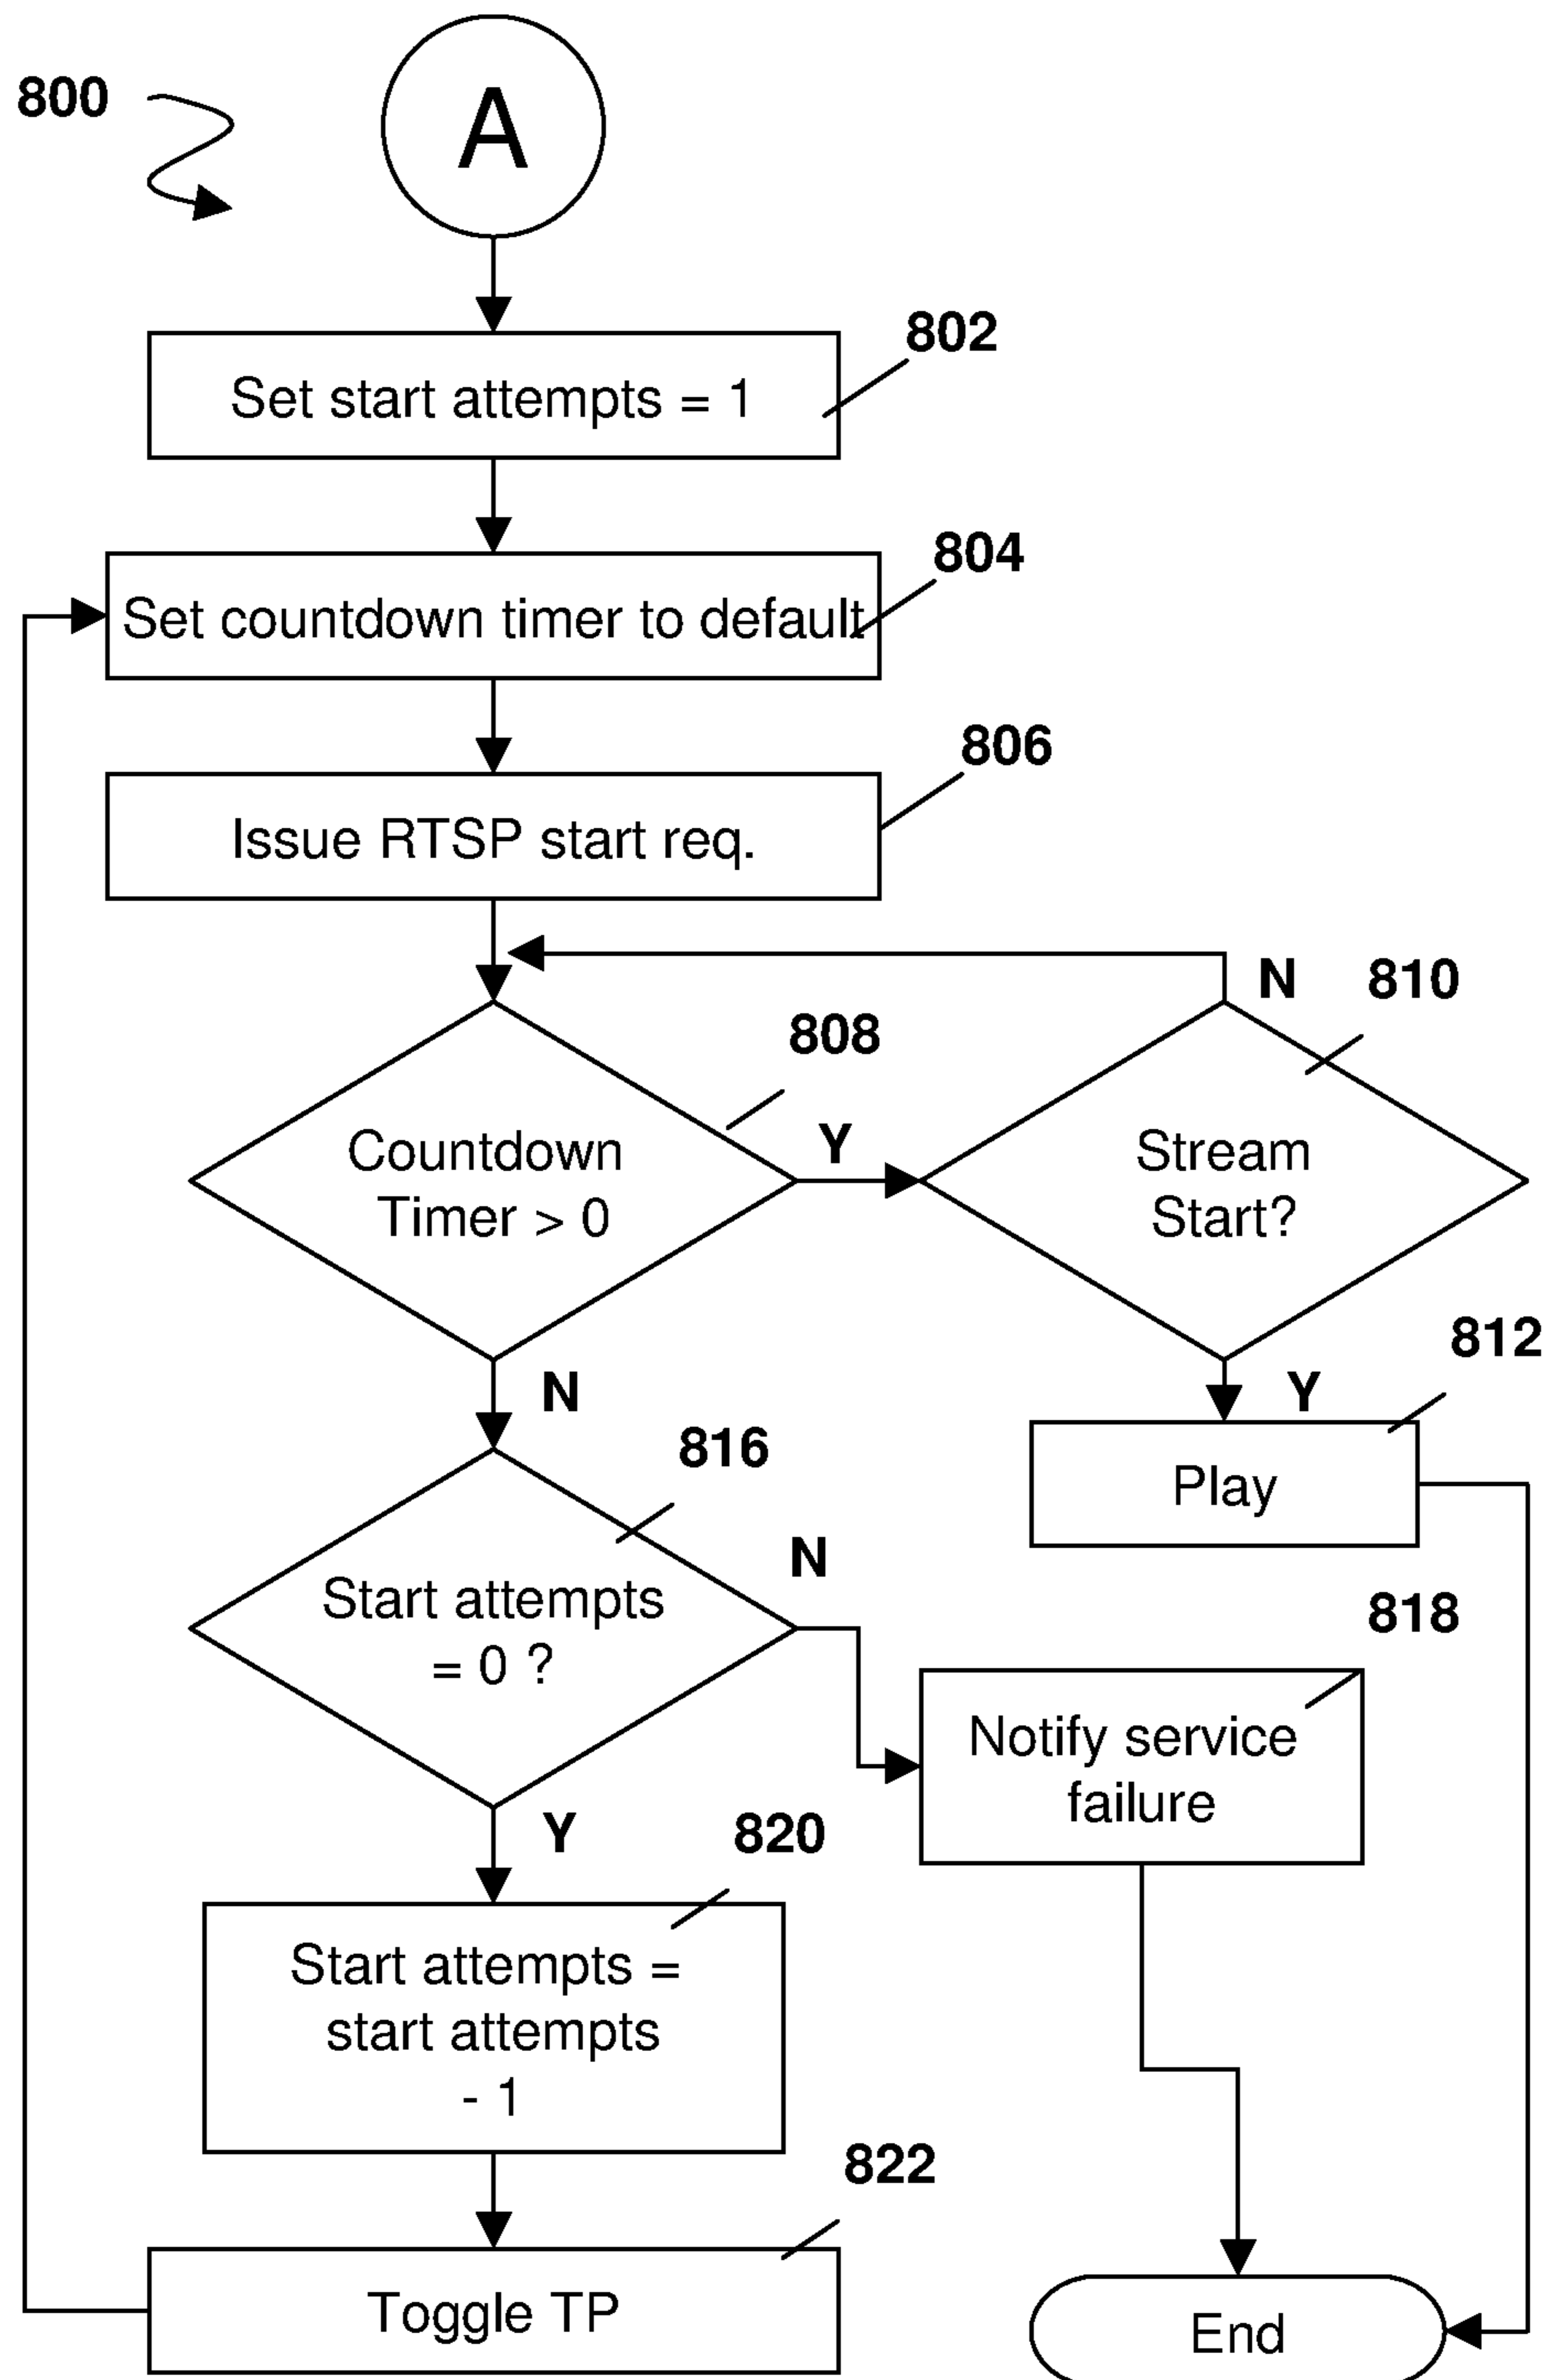 800
A
802
Set start attempts = 1
804
Set countdown timer to default
806
Issue RTSP start req.
N
810
808
Countdown
Timer > 0
Y
Stream
Start?
812
N
Y
816
Play
N
Start attempts
= 0 ?
818
Notify service
failure
Y
820
Start attempts =
start attempts
- 1
822
Toggle TP
End